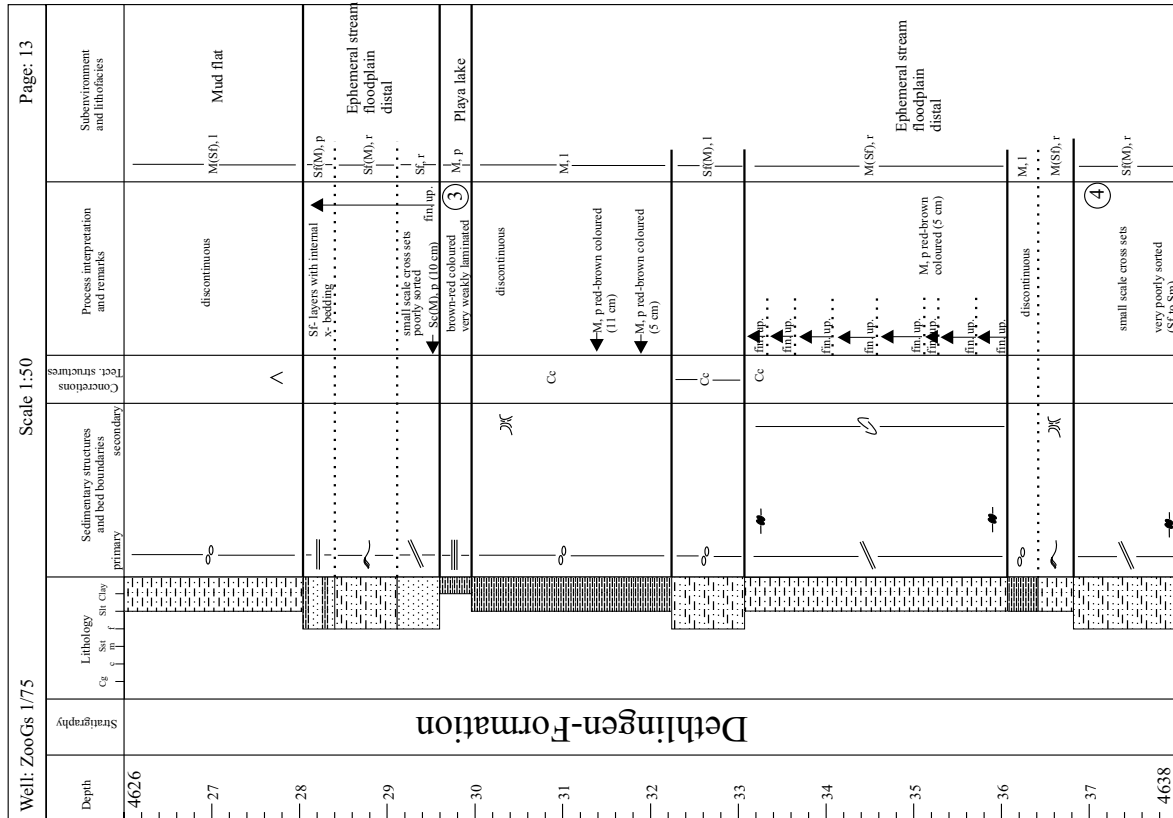 Well: ZooGs 1/75
Scale 1:50
Page: 13
Depth
Stratigraphy
Lithology
Cg
c
m
f
Sst
Slt
Clay
Sedimentary structures
and bed boundaries
primary
secondary
Concretions
Tect. structures
Process interpretation
and remarks
Subenvironment
and lithofacies
4626
27
28
29
30
31
32
33
34
35
36
37
4638
Dethlingen-Formation
Cc
Cc
Cc
discontinuous
Sf- layers with internal
x- bedding
small scale cross sets
poorly sorted
Sc(M), p (10 cm)
fin. up.
brown-red coloured
very weakly laminated
3
discontinuous
M, p red-brown coloured
(11 cm)
M, p red-brown coloured
(5 cm)
fin. up.
fin. up.
fin. up.
fin. up.
fin. up.
fin. up.
fin. up.
fin. up.
M, p red-brown
coloured (5 cm)
discontinuous
4
small scale cross sets
very poorly sorted
(Sf to Sm)
M(Sf), l
Mud flat
Sf(M), p
Sf(M), r
Sf, r
Ephemeral stream
floodplain
distal
M, p
Playa lake
M, l
Sf(M), l
M(Sf), r
Ephemeral stream
floodplain
distal
M, l
M(Sf), r
Sf(M), r